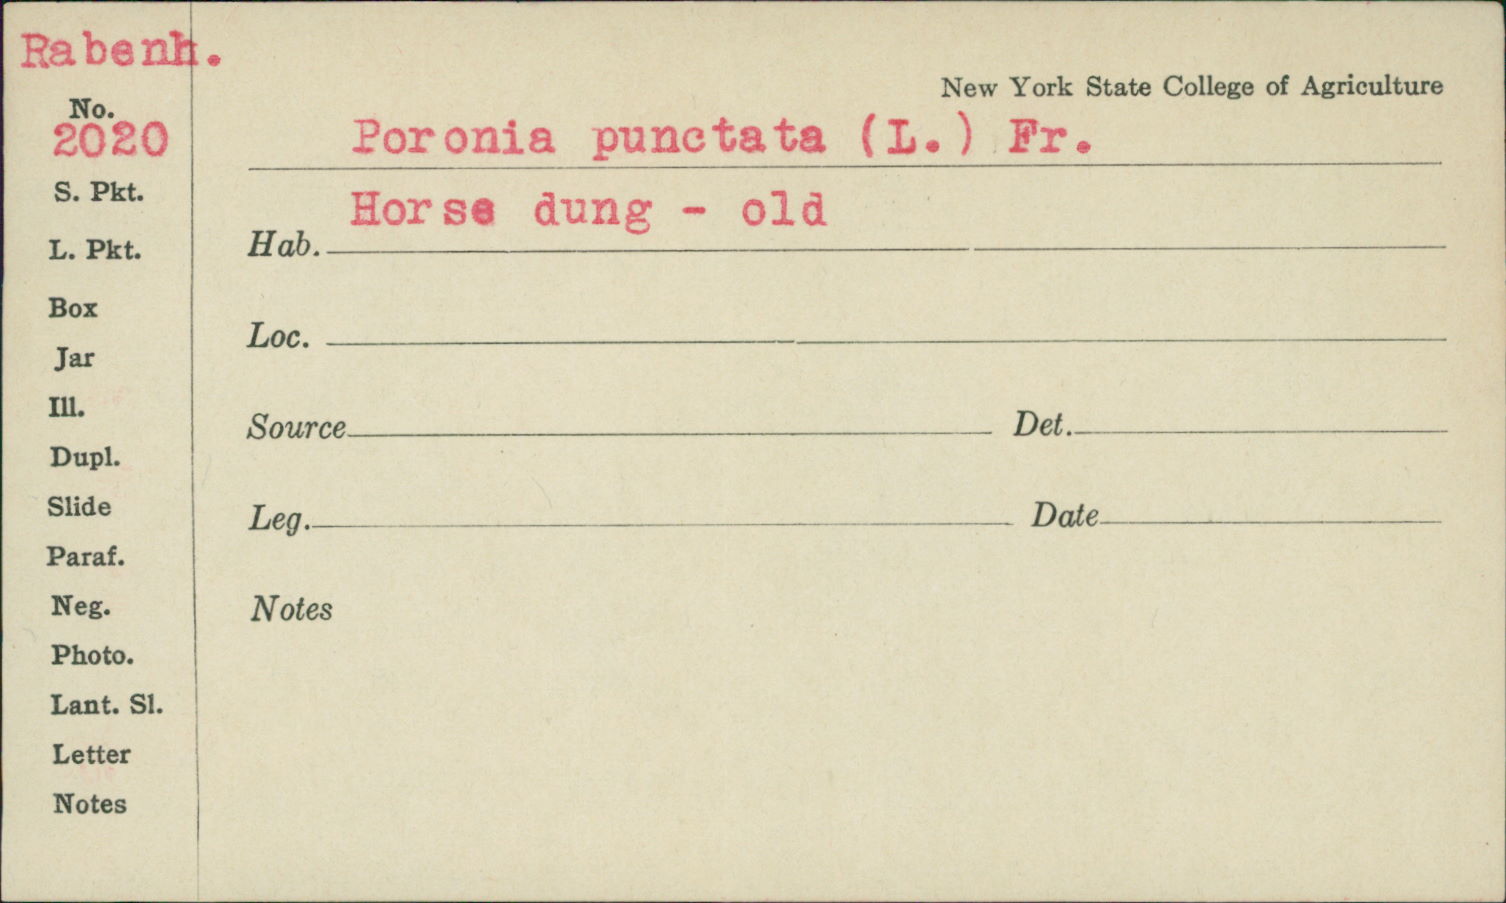 Rabenh.
New York State College of Agriculture
No.
2020
Poronia punctata (L.) Fr.
S. Pkt.
Horse dung - old
Hab.
L. Pkt.
Box
Loc.
Jar
Ill.
Source Det.
Dupl.
Slide
Leg. Date
Paraf.
Neg.
Notes
Photo.
Lant. Sl.
Letter
Notes